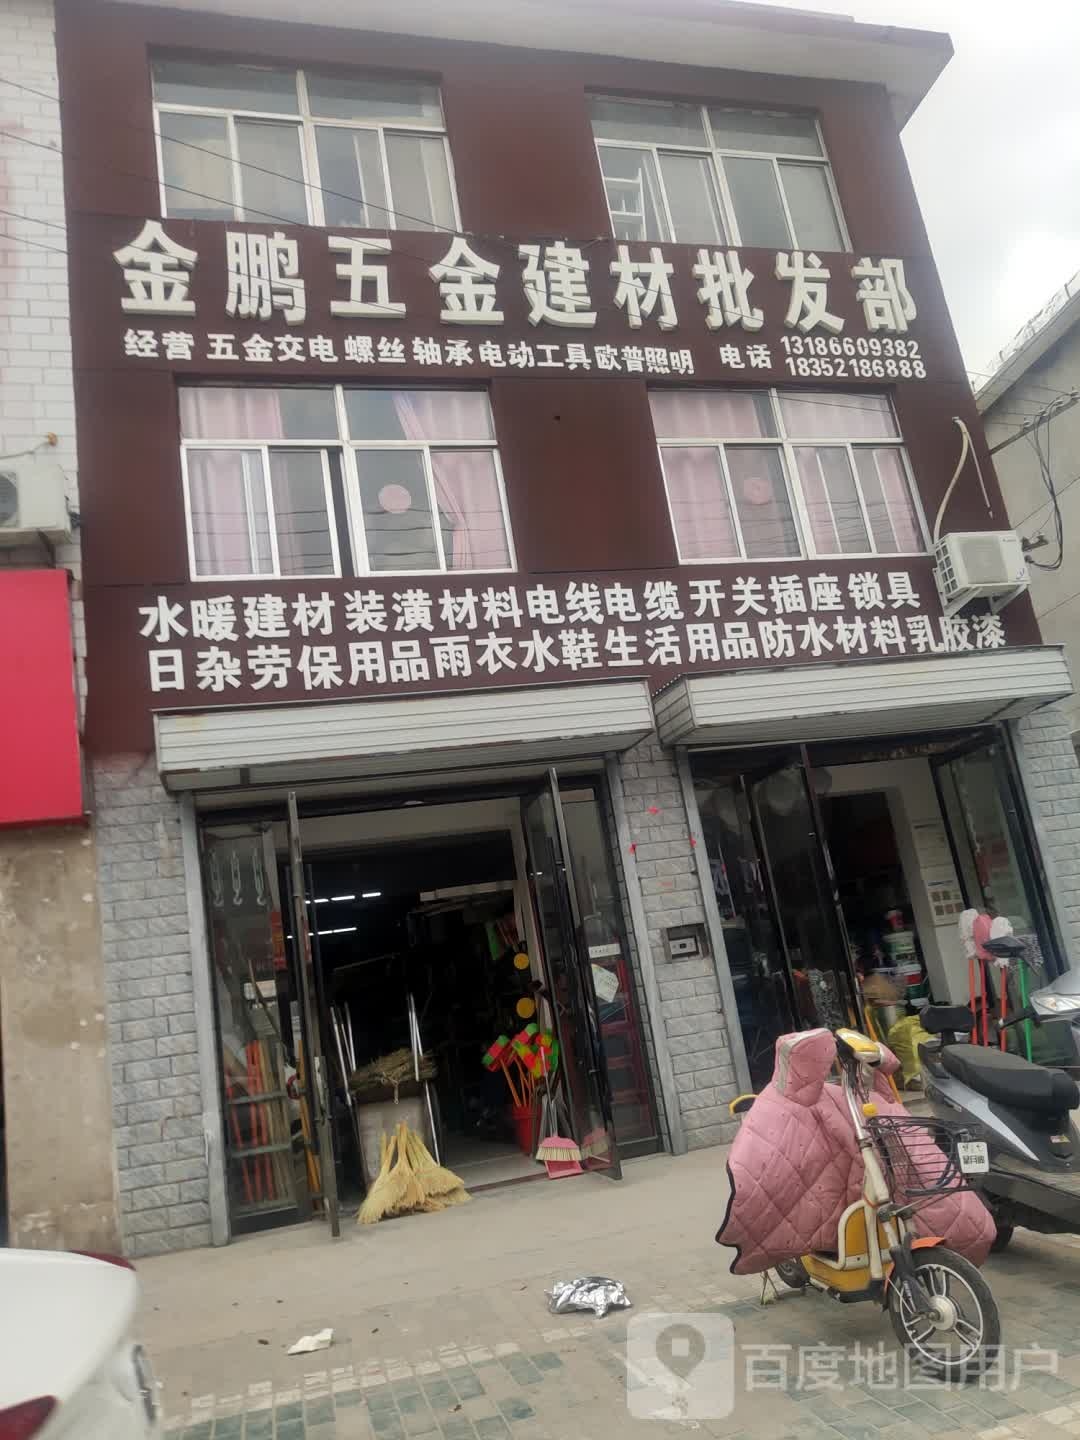 金鹏五金建材批发部
经营 五金交电 螺丝 轴承 电动工具 欧普照明 电话 13186609382
18352186888
水暖建材 装潢材料 电线电缆 开关插座 锁具
日杂劳保用品雨衣水鞋生活用品防水材料乳胶漆
百度地图用户